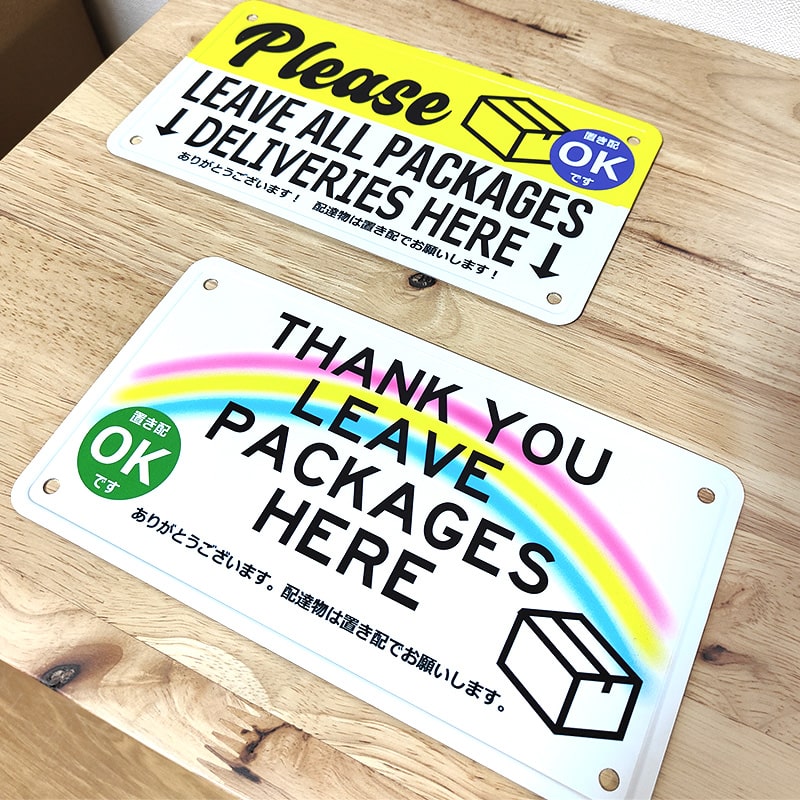 Please
LEAVE ALL PACKAGES
↓DELIVERIES HERE↓
ありがとうございます！ 配達物は置き配でお願いします！
置き配
OK
です
THANK YOU
LEAVE
PACKAGES
HERE
置き配
OK
です
ありがとうございます。配達物は置き配でお願いします。